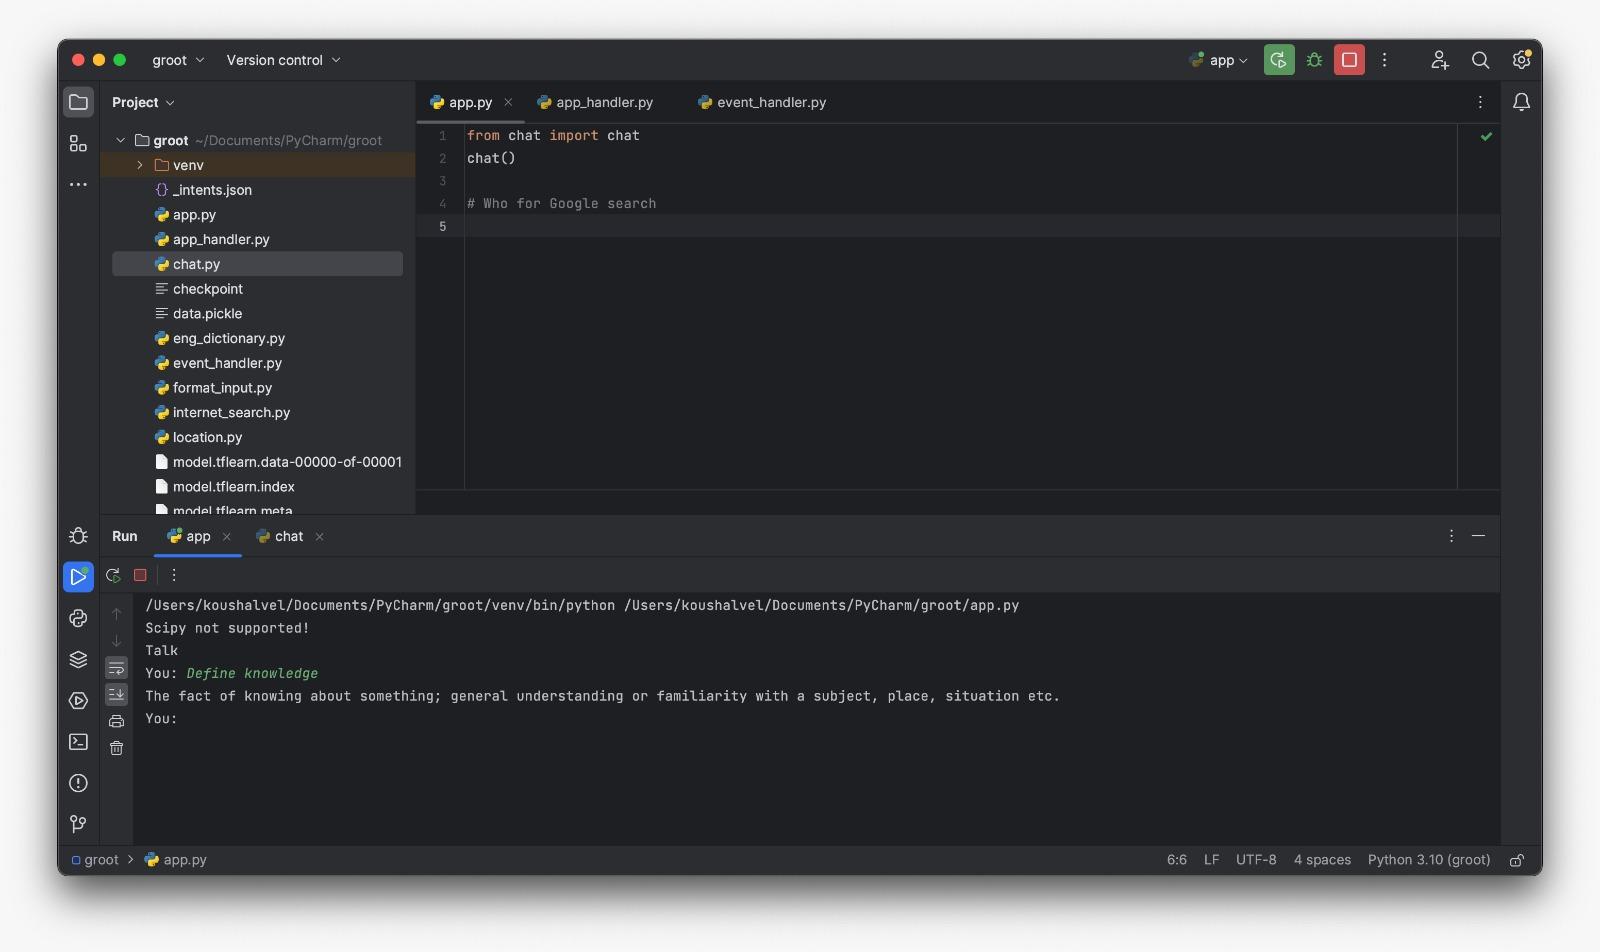 groot
Version control
app
Project
app.py
app_handler.py
event_handler.py
groot ~/Documents/PyCharm/groot
venv
_intents.json
app.py
app_handler.py
chat.py
checkpoint
data.pickle
eng_dictionary.py
event_handler.py
format_input.py
internet_search.py
location.py
model.tflearn.data-00000-of-00001
model.tflearn.index
model.tflearn.meta
1 from chat import chat
2 chat()
3
4 # Who for Google search
5
Run
app
chat
/Users/koushalvel/Documents/PyCharm/groot/venv/bin/python /Users/koushalvel/Documents/PyCharm/groot/app.py
Scipy not supported!
Talk
You: Define knowledge
The fact of knowing about something; general understanding or familiarity with a subject, place, situation etc.
You:
groot > app.py
6:6 LF UTF-8 4 spaces Python 3.10 (groot)